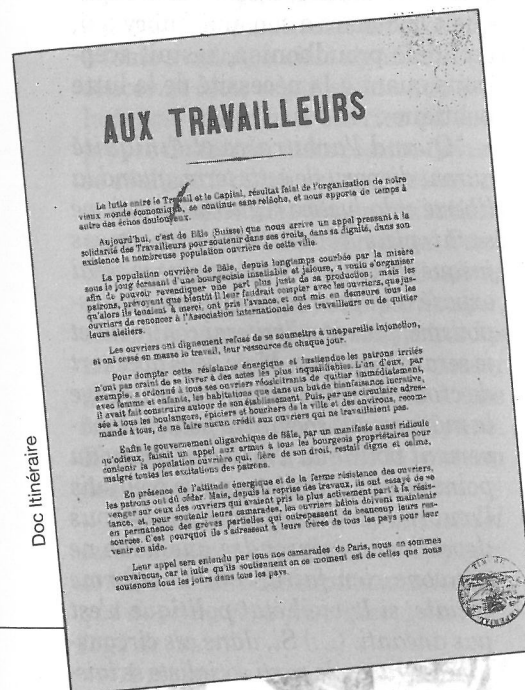 AUX TRAVAILLEURS
La lutte entre le Travail et le Capital, résultat fatal de l'organisation de notre
vieux monde économique, se continue sans relâche, et nous apporte de temps à
autre des échos douloureux.
Aujourd'hui, c'est de Bâle (Suisse) que nous arrive un appel pressant à la
solidarité des Travailleurs pour soutenir dans ses droits, dans sa dignité, dans son
existence la nombreuse population ouvrière de cette ville.
La population ouvrière de Bâle, depuis longtemps courbée par la misère
sous le joug écrasant d'une bourgeoisie insatiable et jalouse, a voulu s'organiser
afin de pouvoir revendiquer une part plus juste de sa production; mais les
patrons, prévoyant que bientôt il leur faudrait compter avec les ouvriers, que jus-
qu'alors ils tenaient à merci, ont pris l'avance, et ont mis en demeure tous les
ouvriers de renoncer à l'Association internationale des travailleurs ou de quitter
leurs ateliers.
Les ouvriers ont dignement refusé de se soumettre à une pareille injonction,
et ont cessé en masse le travail, leur ressource de chaque jour.
Pour dompter cette résistance énergique et inattendue les patrons irrités
n'ont pas craint de se livrer à des actes les plus inqualifiables. L'un d'eux, par
exemple, a ordonné à tous ses ouvriers récalcitrants de quitter immédiatement,
avec femme et enfants, les habitations que dans un but de bienfaisance lucrative,
il avait fait construire autour de son établissement. Puis, par une circulaire adres-
sée à tous les boulangers, épiciers et bouchers de la ville et des environs, recom-
mande à tous, de ne faire aucun crédit aux ouvriers qui ne travaillaient pas.
Enfin le gouvernement oligarchique de Bâle, par un manifeste aussi ridicule
qu'odieux, faisait un appel aux armes à tous les bourgeois propriétaires pour
contenir la population ouvrière qui, fière de son droit, restait digne et calme,
malgré toutes les excitations des patrons.
En présence de l'attitude énergique et de la ferme résistance des ouvriers,
les patrons ont dû céder. Mais, depuis la reprise des travaux, ils ont essayé de se
venger sur ceux des ouvriers qui avaient pris le plus activement part à la résis-
tance, et, pour soutenir leurs camarades, les ouvriers bâlois doivent maintenir
en permanence des grèves partielles qui outrepassent de beaucoup leurs res-
sources. C'est pourquoi ils s'adressent à leurs frères de tous les pays pour leur
venir en aide.
Leur appel sera entendu par tous nos camarades de Paris, nous en sommes
convaincus, car la lutte qu'ils soutiennent en ce moment est de celles que nous
soutenons tous les jours dans tous les pays.
Doc Itinéraire